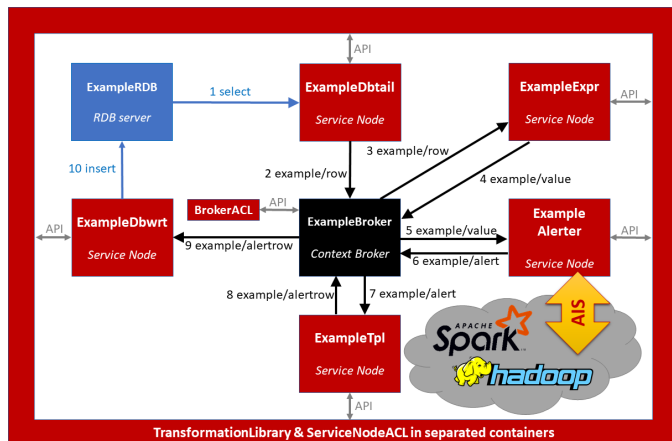 API
ExampleRDB
RDB server
1 select
ExampleDbtail
Service Node
ExampleExpr
Service Node
API
2 example/row
3 example/row
4 example/value
10 insert
BrokerACL
API
ExampleDbwrt
Service Node
API
ExampleBroker
Context Broker
9 example/alertrow
5 example/value
6 example/alert
Example
Alerter
Service Node
API
8 example/alertrow
7 example/alert
ExampleTpl
Service Node
AIS
APACHE
Spark
hadoop
API
TransformationLibrary & ServiceNodeACL in separated containers